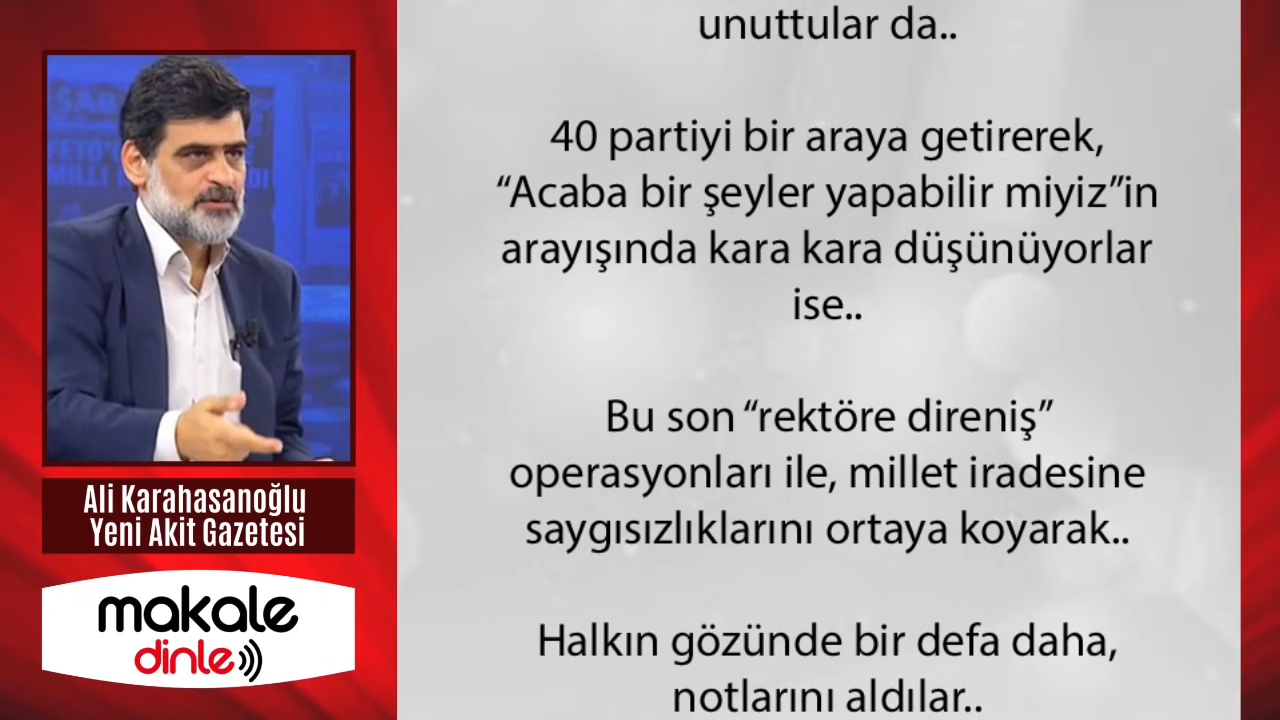 unuttular da..
40 partiyi bir araya getirerek,
“Acaba bir şeyler yapabilir miyiz”in
arayışında kara kara düşünüyorlar
ise..
Bu son “rektöre direniş”
operasyonları ile, millet iradesine
saygısızlıklarını ortaya koyarak..
Halkın gözünde bir defa daha,
notlarını aldılar..
Ali Karahasanoğlu
Yeni Akit Gazetesi
makale
dinle